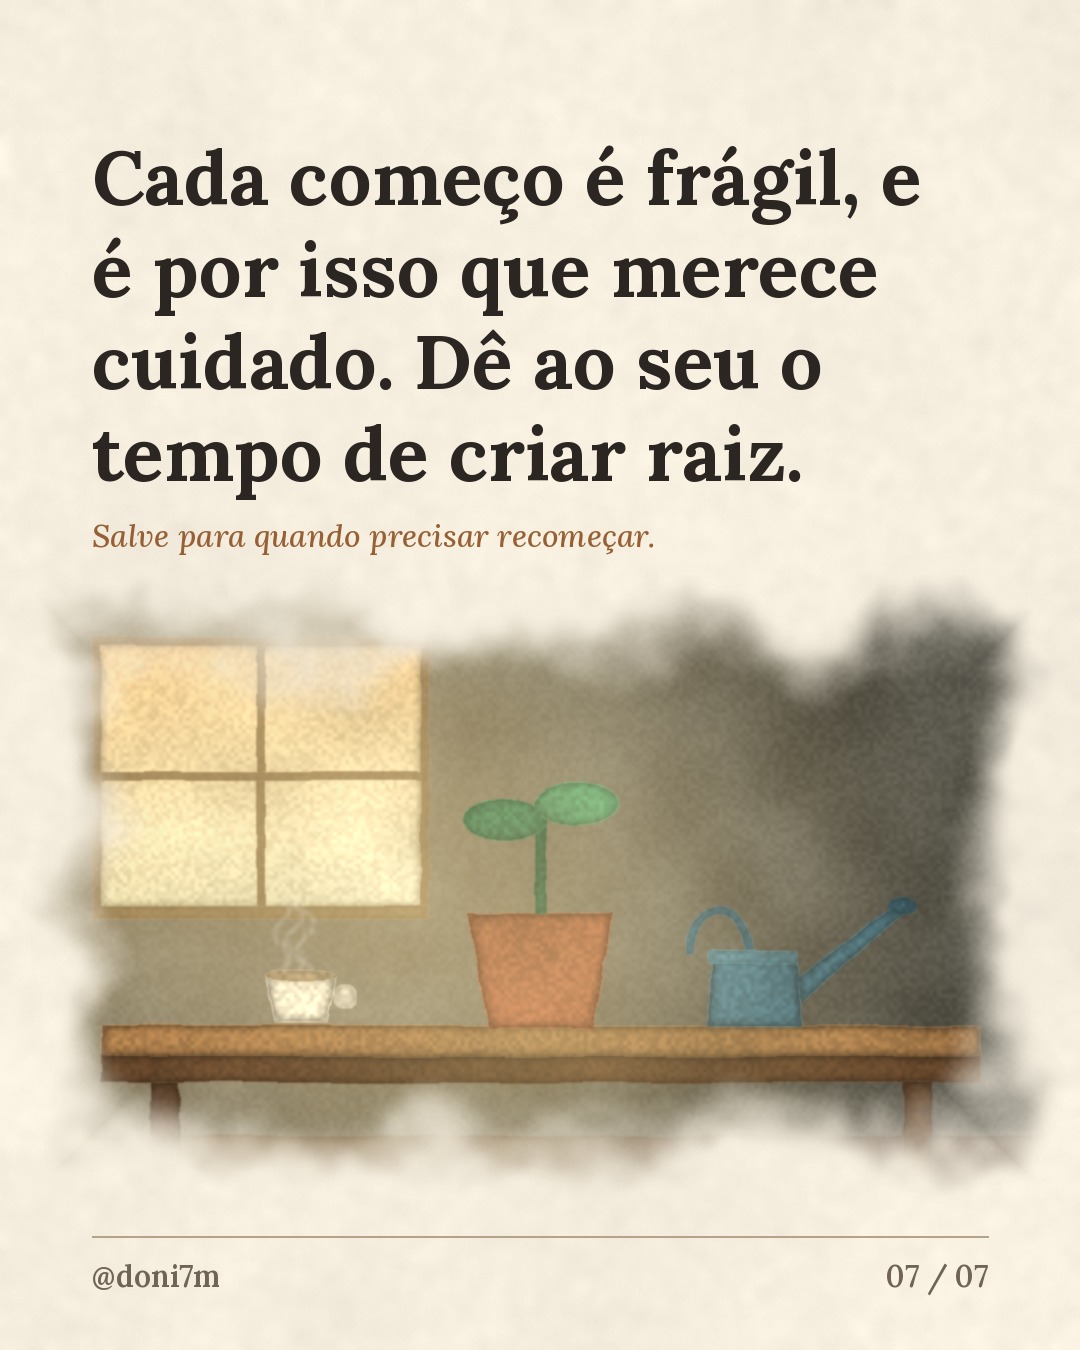 Cada começo é frágil, e
é por isso que merece
cuidado. Dê ao seu o
tempo de criar raiz.
Salve para quando precisar recomeçar.
@doni7m
07 / 07